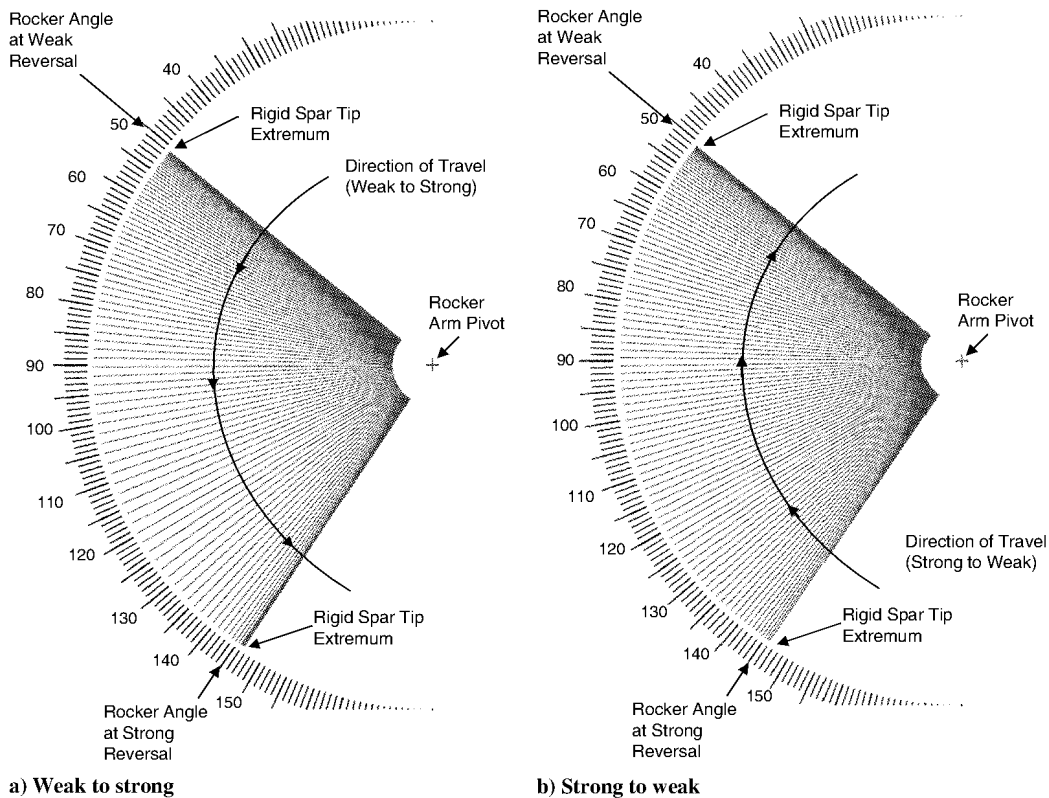 Rocker Angle
at Weak
Reversal
40
50
60
70
80
90
100
110
120
130
140
150
Rigid Spar Tip
Extremum
Direction of Travel
(Weak to Strong)
Rocker
Arm Pivot
Rigid Spar Tip
Extremum
Rocker Angle
at Strong
Reversal
a) Weak to strong
Rocker Angle
at Weak
Reversal
40
50
60
70
80
90
100
110
120
130
140
150
Rigid Spar Tip
Extremum
Rocker
Arm Pivot
Direction of Travel
(Strong to Weak)
Rigid Spar Tip
Extremum
Rocker Angle
at Strong
Reversal
b) Strong to weak